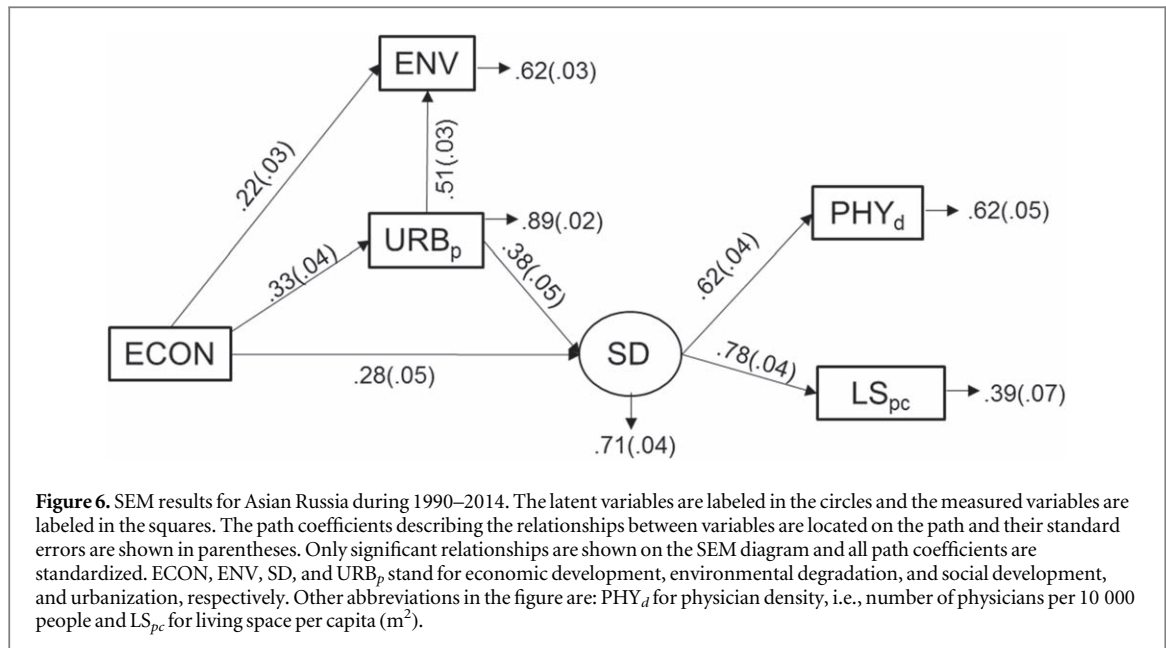 ENV
.62(.03)
.22(.03)
.51(.03)
URBp
.89(.02)
.33(.04)
.38(.05)
PHYd
.62(.05)
.62(.04)
ECON
SD
.28(.05)
.78(.04)
LSpc
.39(.07)
.71(.04)
Figure 6. SEM results for Asian Russia during 1990–2014. The latent variables are labeled in the circles and the measured variables are
labeled in the squares. The path coefficients describing the relationships between variables are located on the path and their standard
errors are shown in parentheses. Only significant relationships are shown on the SEM diagram and all path coefficients are
standardized. ECON, ENV, SD, and URBp stand for economic development, environmental degradation, and social development,
and urbanization, respectively. Other abbreviations in the figure are: PHYd for physician density, i.e., number of physicians per 10 000
people and LSpc for living space per capita (m²).